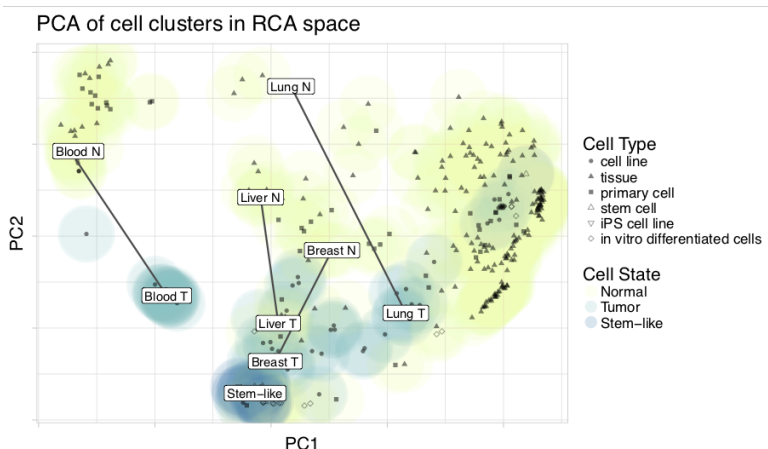 PCA of cell clusters in RCA space
Lung N
Blood N
Liver N
Breast N
Blood T
Lung T
Liver T
Breast T
Stem−like
PC2
PC1
Cell Type
cell line
tissue
primary cell
stem cell
iPS cell line
in vitro differentiated cells
Cell State
Normal
Tumor
Stem−like